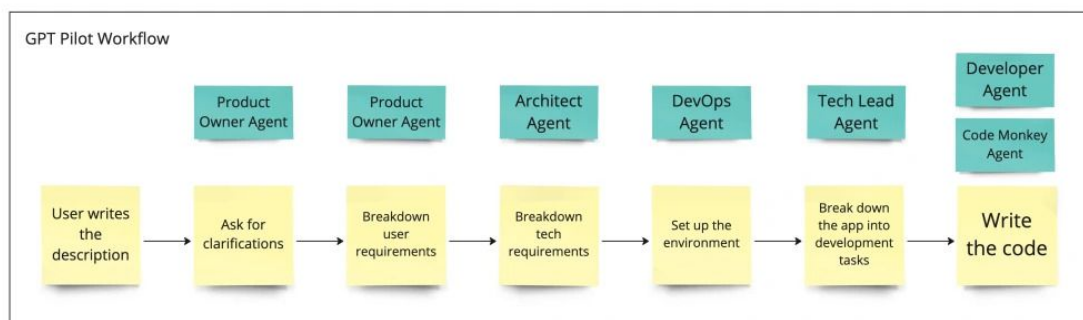 GPT Pilot Workflow
Product
Owner Agent
Product
Owner Agent
Architect
Agent
DevOps
Agent
Tech Lead
Agent
Developer
Agent
Code Monkey
Agent
User writes
the
description
Ask for
clarifications
Breakdown
user
requirements
Breakdown
tech
requirements
Set up the
environment
Break down
the app into
development
tasks
Write
the code